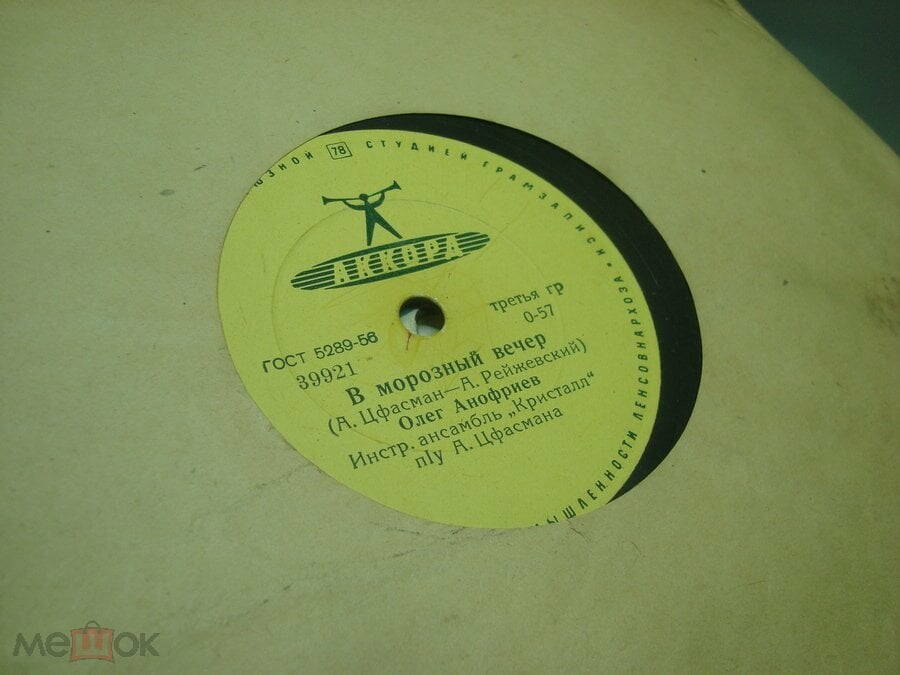 ЮЗНОЙ 78 СТУДИЕЙ ГРАМЗАПИСИ
ЫШЛЕННОСТИ ЛЕНСОВНАРХОЗА
АККОРД
ГОСТ 5289-56
третья гр
39921
0-57
В морозный вечер
(А. Цфасман—А. Рейжевский)
Олег Анофриев
Инстр. ансамбль „Кристалл“
п/у А. Цфасмана
мешок